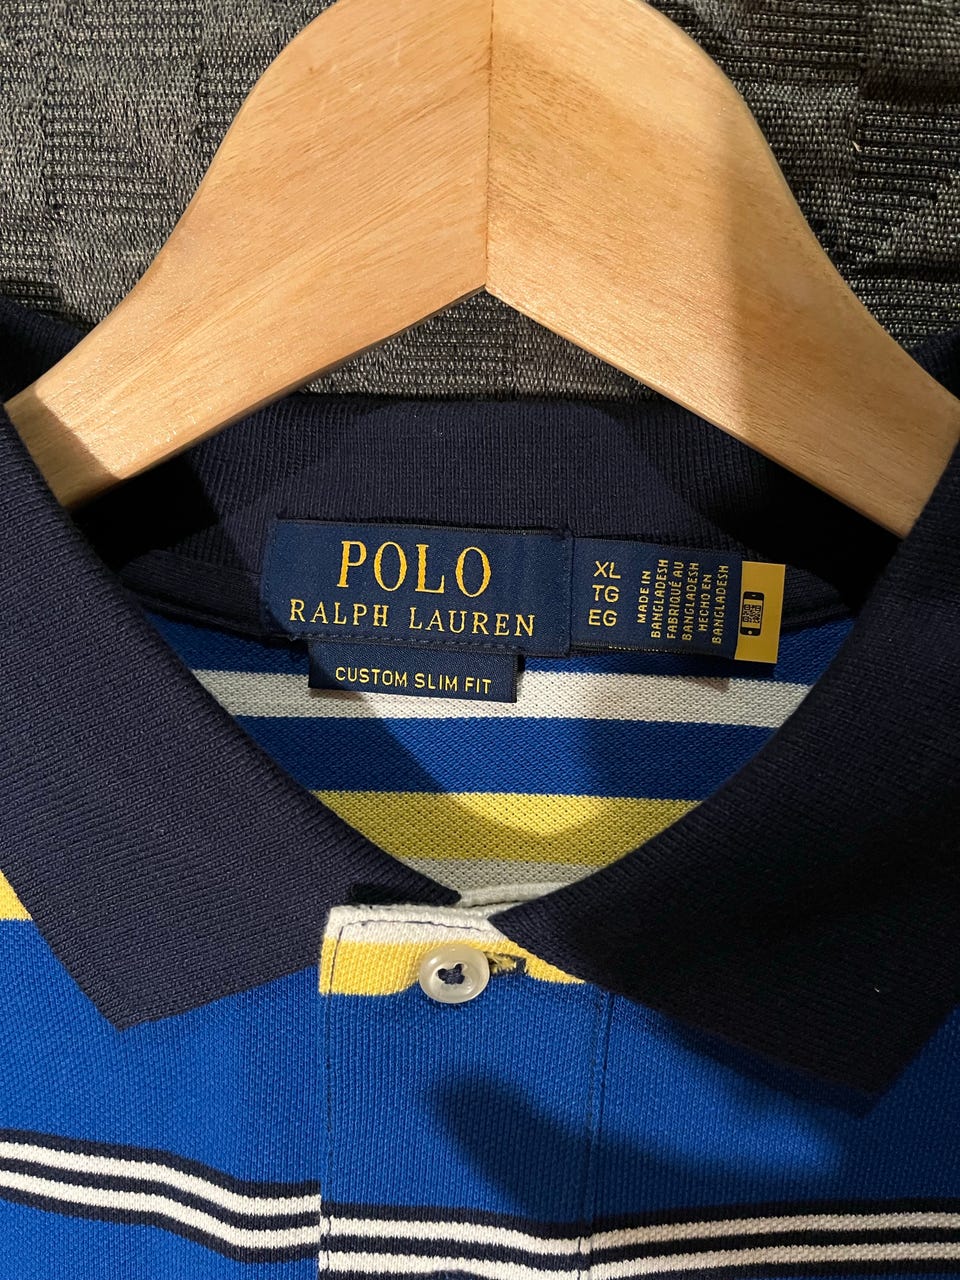 POLO
RALPH LAUREN
CUSTOM SLIM FIT
XL
TG
EG
MADE IN
BANGLADESH
FABRIQUÉ AU
BANGLADESH
HECHO EN
BANGLADESH